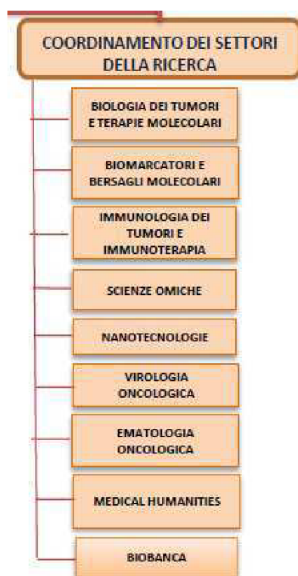 COORDINAMENTO DEI SETTORI
DELLA RICERCA
BIOLOGIA DEI TUMORI
E TERAPIE MOLECOLARI
BIOMARCATORI E
BERSAGLI MOLECOLARI
IMMUNOLOGIA DEI
TUMORI E
IMMUNOTERAPIA
SCIENZE OMICHE
NANOTECNOLOGIE
VIROLOGIA
ONCOLOGICA
EMATOLOGIA
ONCOLOGICA
MEDICAL HUMANITIES
BIOBANCA